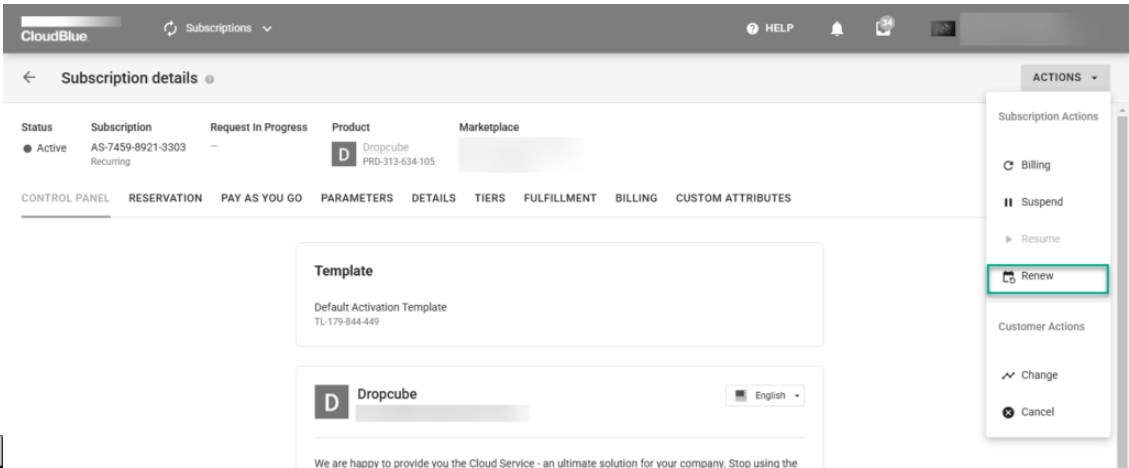 CloudBlue
Subscriptions
HELP
34
Subscription details
ACTIONS
Status
Subscription
Request In Progress
Product
Marketplace
Active
AS-7459-8921-3303
Recurring
–
D
Dropcube
PRD-313-634-105
CONTROL PANEL
RESERVATION
PAY AS YOU GO
PARAMETERS
DETAILS
TIERS
FULFILLMENT
BILLING
CUSTOM ATTRIBUTES
Subscription Actions
Billing
Suspend
Resume
Renew
Customer Actions
Change
Cancel
Template
Default Activation Template
TL-179-844-449
D
Dropcube
English
We are happy to provide you the Cloud Service - an ultimate solution for your company. Stop using the